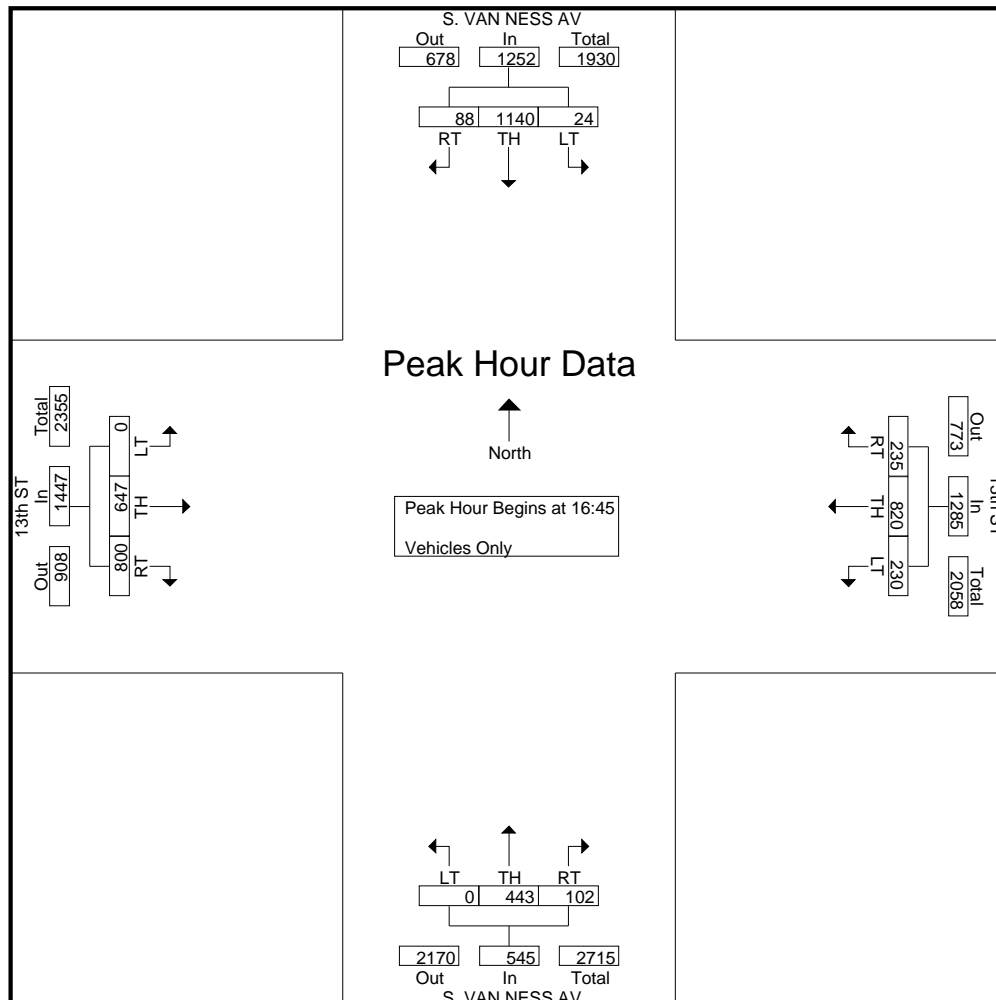 S. VAN NESS AV
Out In Total
678 1252 1930
88 1140 24
RT TH LT
Peak Hour Data
North
Peak Hour Begins at 16:45
Vehicles Only
13th ST
Total In Out
2355 1447 908
0 647 800
LT TH RT
RT TH LT
235 820 230
Out In Total
773 1285 2058
LT TH RT
0 443 102
2170 545 2715
Out In Total
S. VAN NESS AV